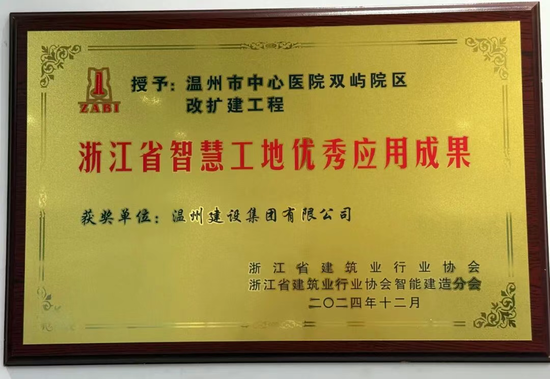 ZABI
授予：温州市中心医院双屿院区
改扩建工程
浙江省智慧工地优秀应用成果
获奖单位：温州建设集团有限公司
浙江省建筑业行业协会
浙江省建筑业行业协会智能建造分会
二〇二四年十二月